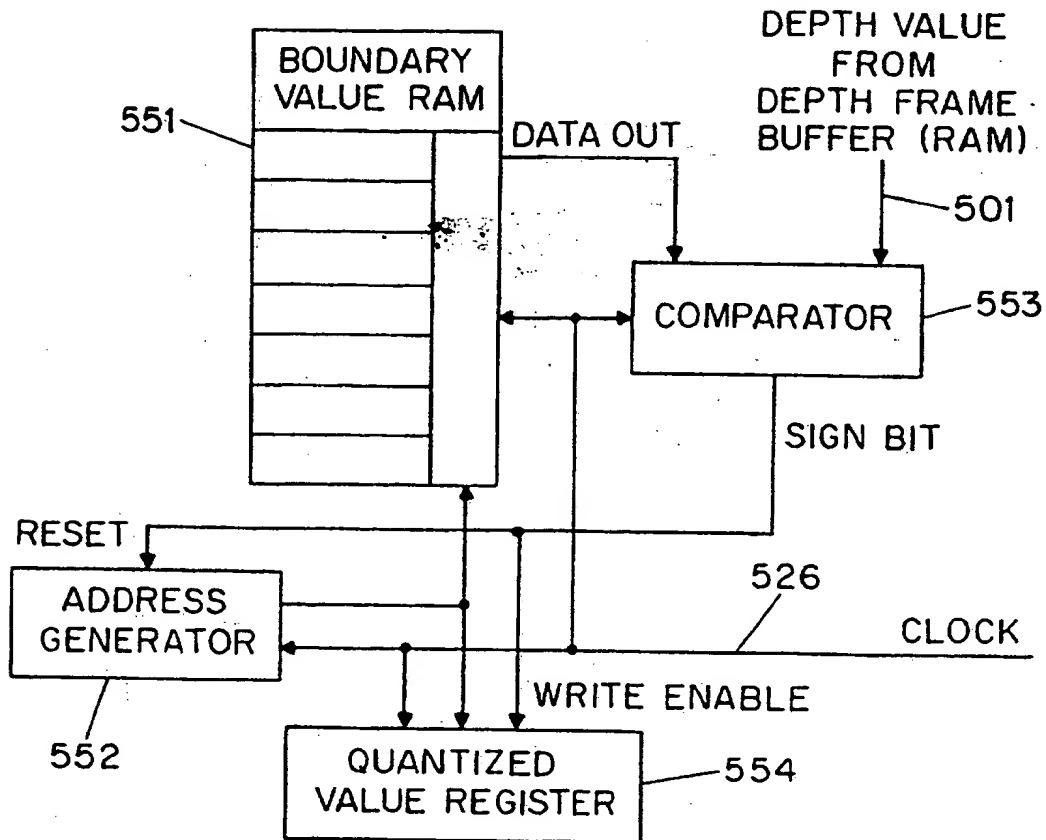 BOUNDARY
VALUE RAM
551
DATA OUT
DEPTH VALUE
FROM
DEPTH FRAME
BUFFER (RAM)
501
COMPARATOR
553
SIGN BIT
RESET
ADDRESS
GENERATOR
552
526
CLOCK
WRITE ENABLE
QUANTIZED
VALUE REGISTER
554